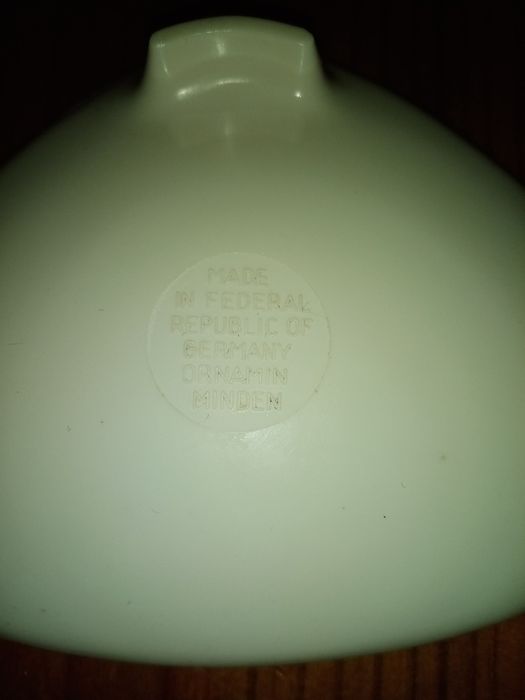 MADE
IN FEDERAL
REPUBLIC OF
GERMANY
ORNAMIN
MINDEN